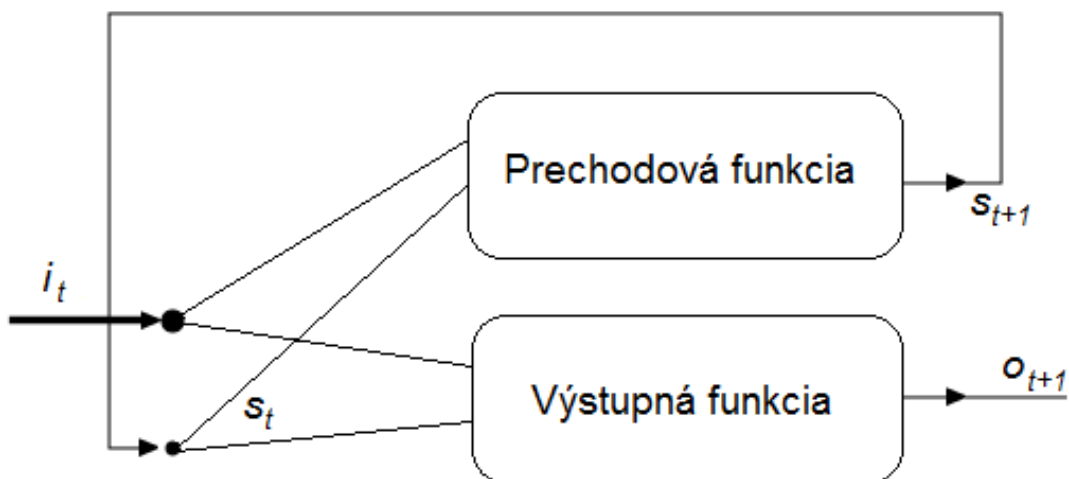 Prechodová funkcia
s_{t+1}
i_t
o_{t+1}
Výstupná funkcia
s_t